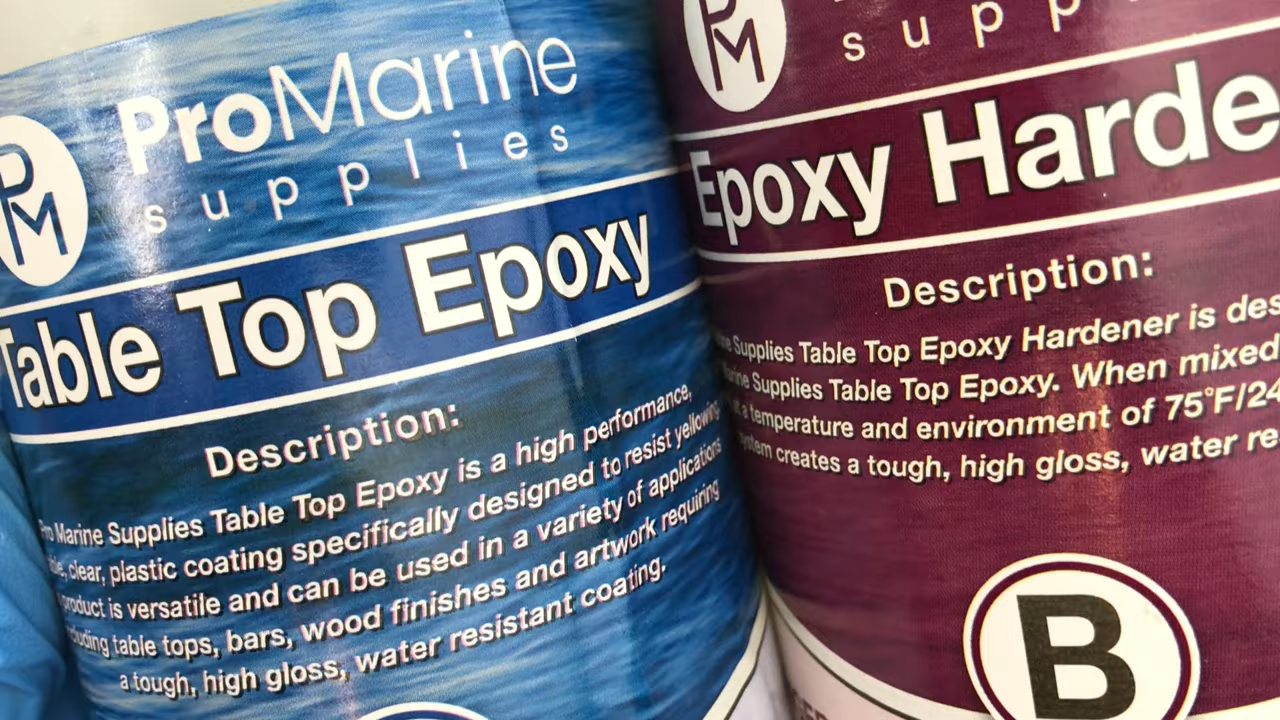 PM
ProMarine
supplies
Table Top Epoxy
Description:
Marine Supplies Table Top Epoxy is a high performance,
clear, plastic coating specifically designed to resist yellowing
product is versatile and can be used in a variety of applications
table tops, bars, wood finishes and artwork requiring
a tough, high gloss, water resistant coating.
PM
supp
Epoxy Harde
Description:
Supplies Table Top Epoxy Hardener is des
Supplies Table Top Epoxy. When mixed
temperature and environment of 75°F/24
creates a tough, high gloss, water re
B